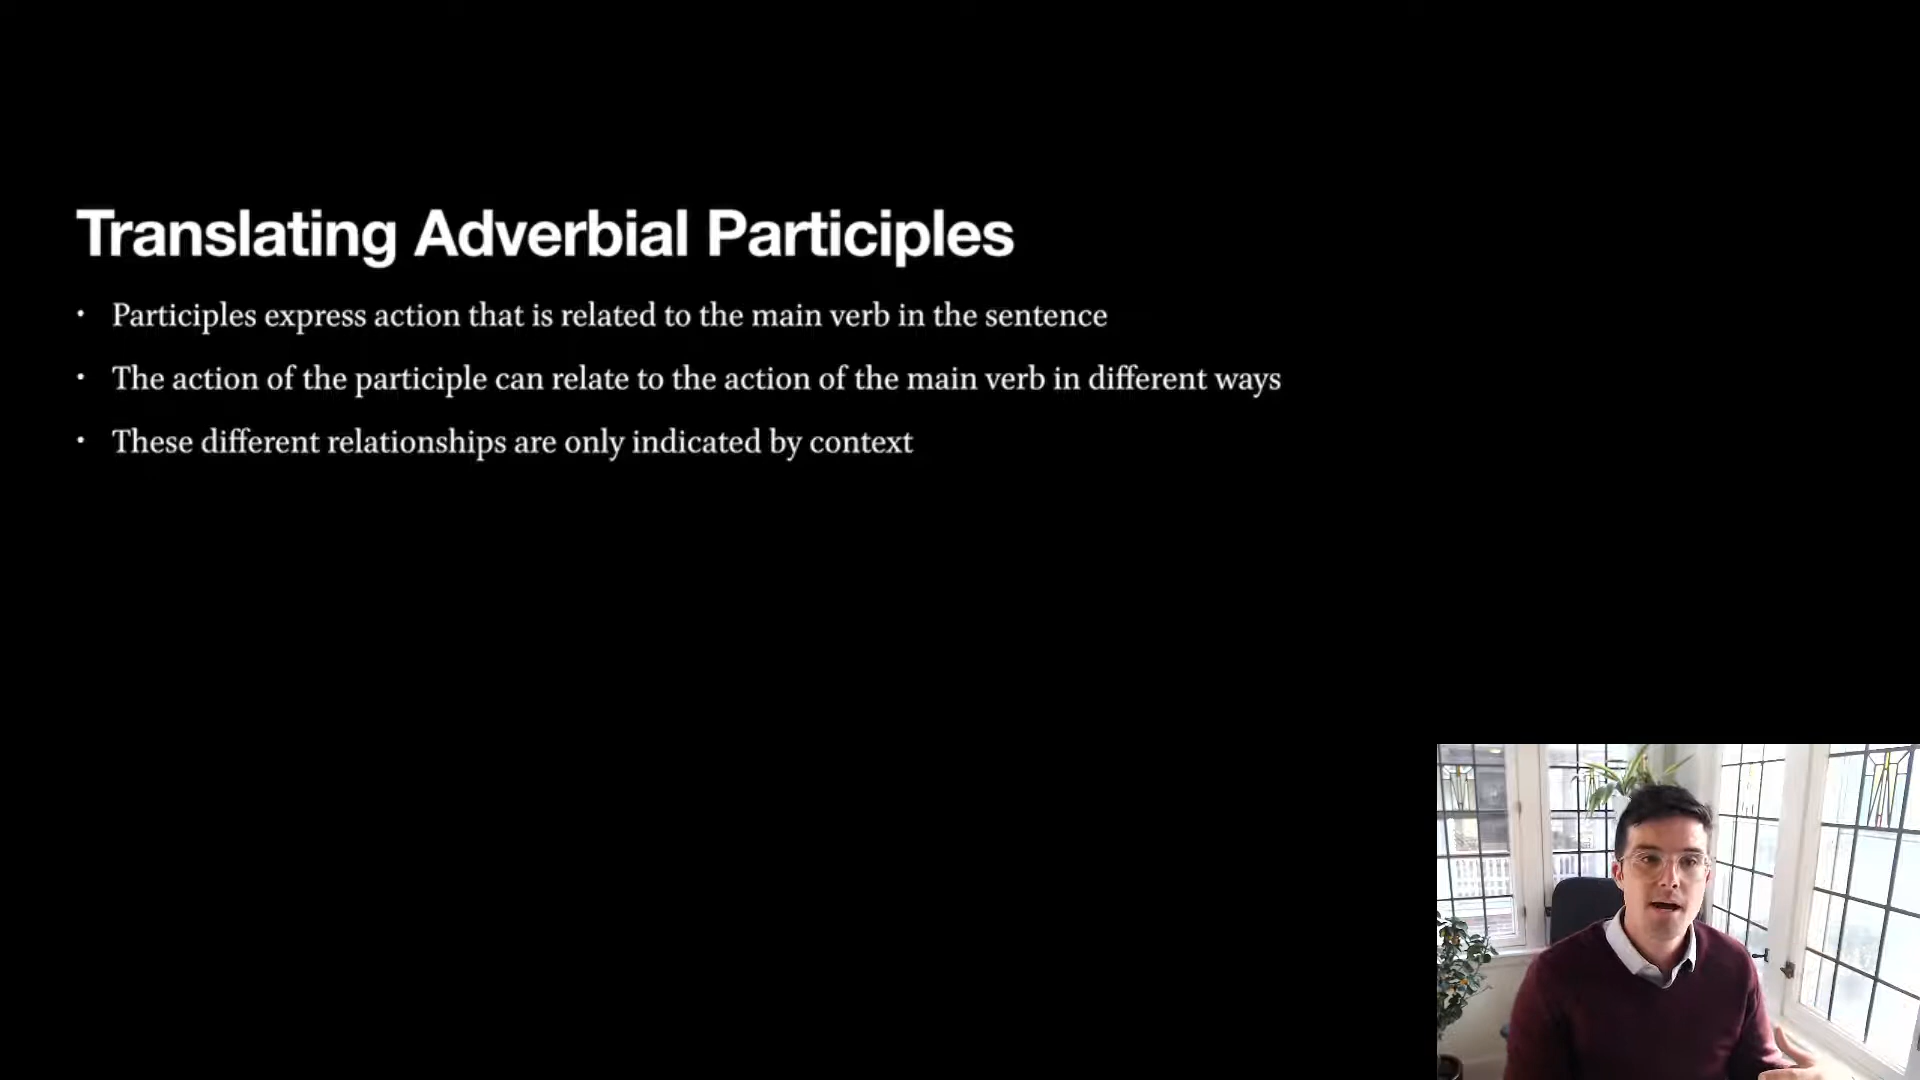 Translating Adverbial Participles
• Participles express action that is related to the main verb in the sentence
• The action of the participle can relate to the action of the main verb in different ways
• These different relationships are only indicated by context